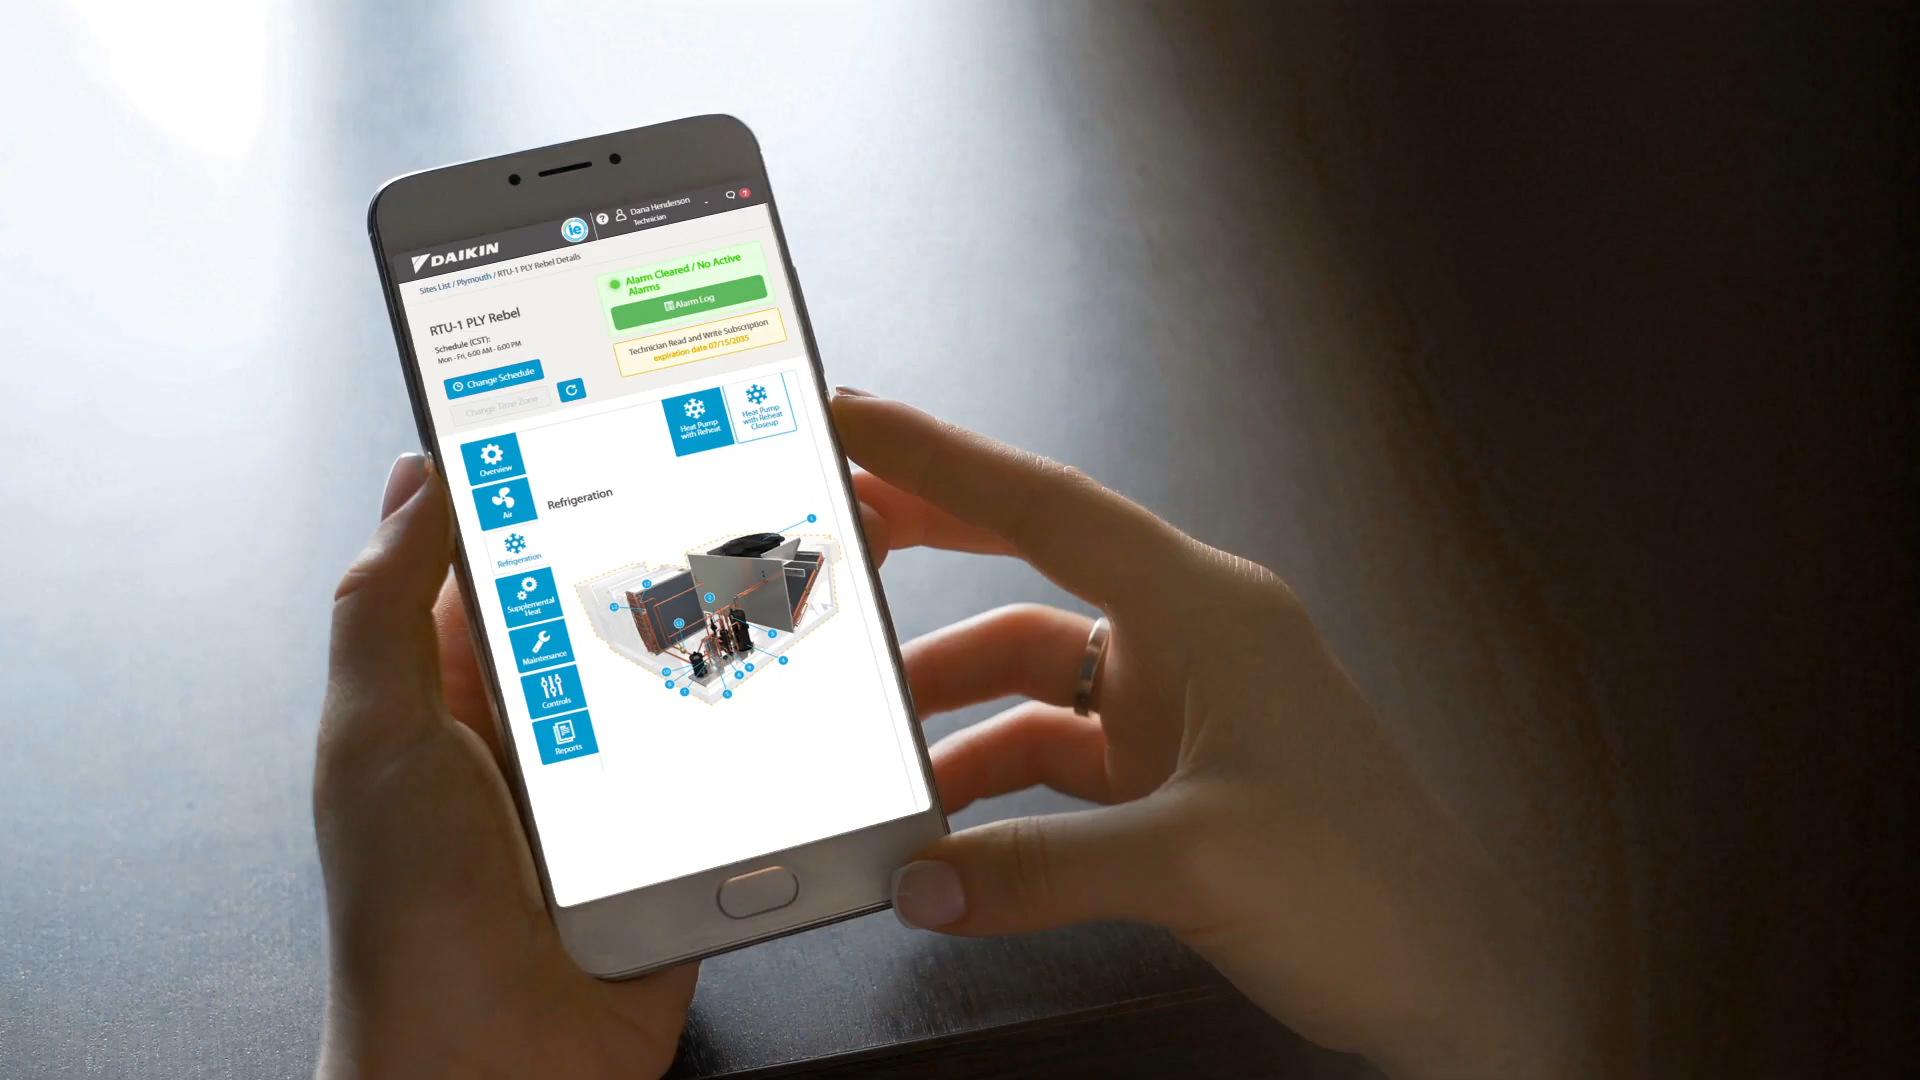 DAIKIN
ie
?
Dana Henderson
Technician
7
Sites List / Plymouth / RTU-1 PLY Rebel Details
RTU-1 PLY Rebel
Schedule (CST):
Mon - Fri, 6:00 AM - 6:00 PM
Change Schedule
Change Time Zone
Alarm Cleared / No Active
Alarms
Alarm Log
Technician Read and Write Subscription
expiration date 07/15/2035
Heat Pump
with Reheat
Heat Pump
with Reheat
Closeup
Overview
Air
Refrigeration
Supplemental
Heat
Maintenance
Controls
Reports
Refrigeration